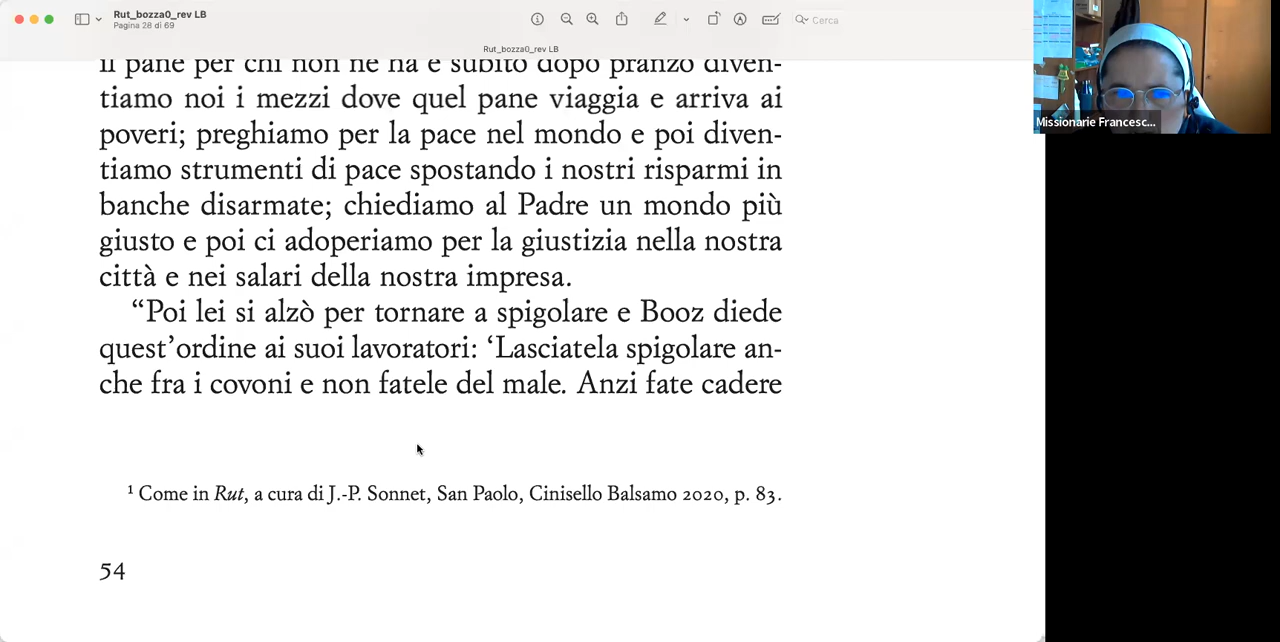 Rut_bozza0_rev LB
Pagina 28 di 69
Cerca
Rut_bozza0_rev LB
il pane per chi non ne ha e subito dopo pranzo diven-
tiamo noi i mezzi dove quel pane viaggia e arriva ai
poveri; preghiamo per la pace nel mondo e poi diven-
tiamo strumenti di pace spostando i nostri risparmi in
banche disarmate; chiediamo al Padre un mondo più
giusto e poi ci adoperiamo per la giustizia nella nostra
città e nei salari della nostra impresa.
“Poi lei si alzò per tornare a spigolare e Booz diede
quest’ordine ai suoi lavoratori: ‘Lasciatela spigolare an-
che fra i covoni e non fatele del male. Anzi fate cadere
¹ Come in Rut, a cura di J.-P. Sonnet, San Paolo, Cinisello Balsamo 2020, p. 83.
54
Missionarie Francesc...